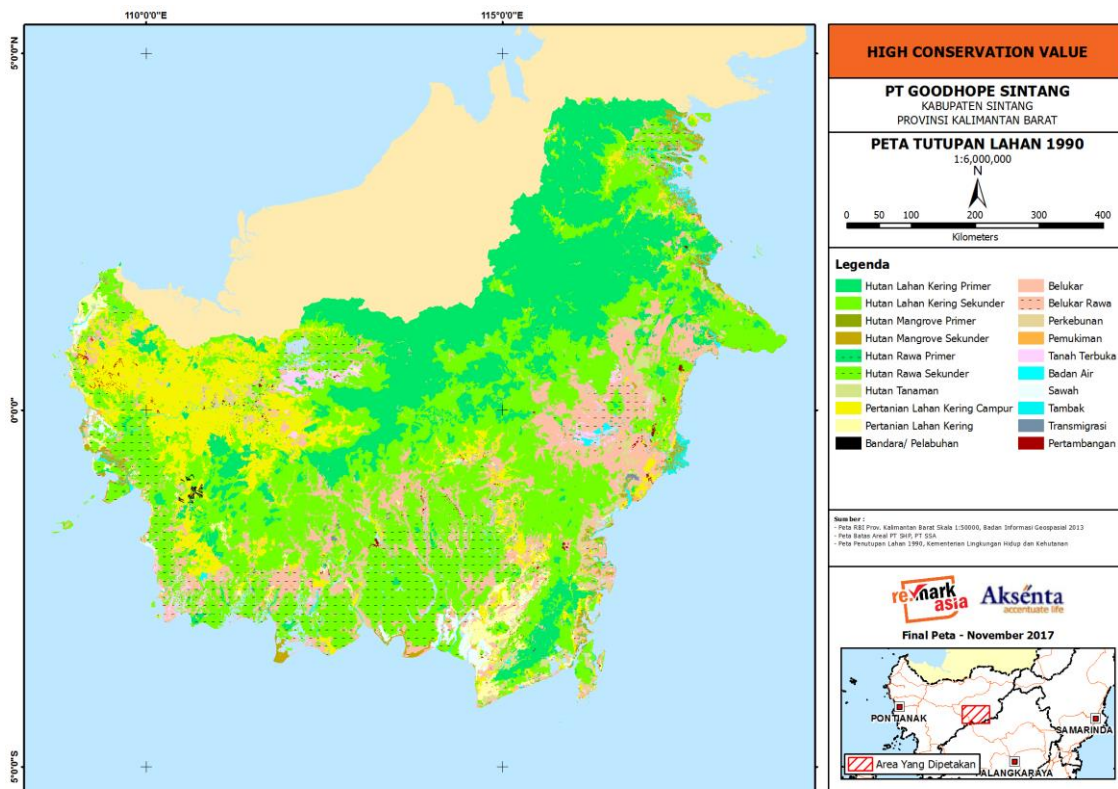 110°0'0"E
115°0'0"E
5°0'0"N
0°0'0"
5°0'0"S
HIGH CONSERVATION VALUE
PT GOODHOPE SINTANG
KABUPATEN SINTANG
PROVINSI KALIMANTAN BARAT
PETA TUTUPAN LAHAN 1990
1:6,000,000
N
0 50 100 200 300 400
Kilometers
Legenda
Hutan Lahan Kering Primer
Hutan Lahan Kering Sekunder
Hutan Mangrove Primer
Hutan Mangrove Sekunder
Hutan Rawa Primer
Hutan Rawa Sekunder
Hutan Tanaman
Pertanian Lahan Kering Campur
Pertanian Lahan Kering
Bandara/ Pelabuhan
Belukar
Belukar Rawa
Perkebunan
Pemukiman
Tanah Terbuka
Badan Air
Sawah
Tambak
Transmigrasi
Pertambangan
Sumber :
- Peta RBI Prov. Kalimantan Barat Skala 1:50000, Badan Informasi Geospasial 2013
- Peta Batas Areal PT SHP, PT SSA
- Peta Penutupan Lahan 1990, Kementerian Lingkungan Hidup dan Kehutanan
re.mark asia
Aksenta
accentuate life
Final Peta - November 2017
PONTIANAK
SAMARINDA
PALANGKARAYA
Area Yang Dipetakan